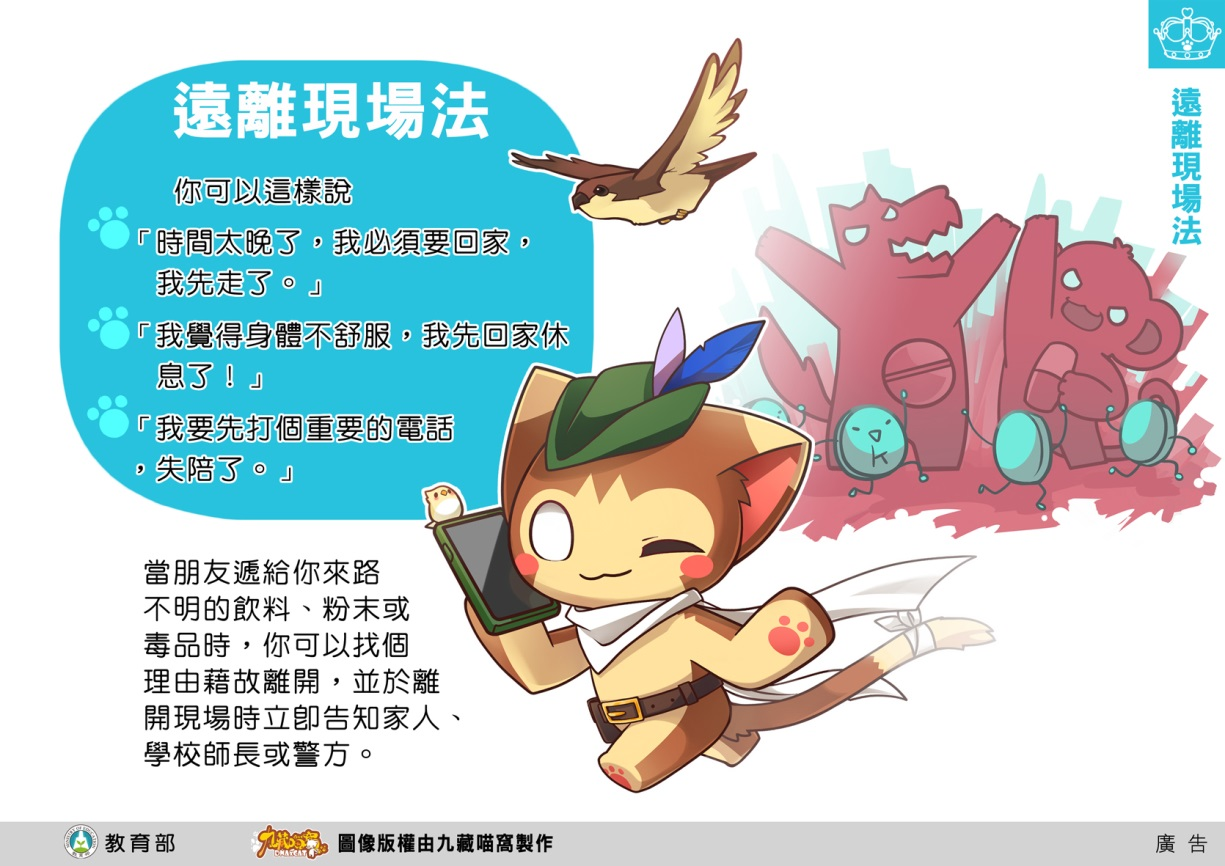 遠離現場法
你可以這樣說
「時間太晚了，我必須要回家，
我先走了。」
「我覺得身體不舒服，我先回家休
息了！」
「我要先打個重要的電話
，失陪了。」
當朋友遞給你來路
不明的飲料、粉末或
毒品時，你可以找個
理由藉故離開，並於離
開現場時立即告知家人、
學校師長或警方。
遠離現場法
K
教育部
九藏喵窩
圖像版權由九藏喵窩製作
廣告